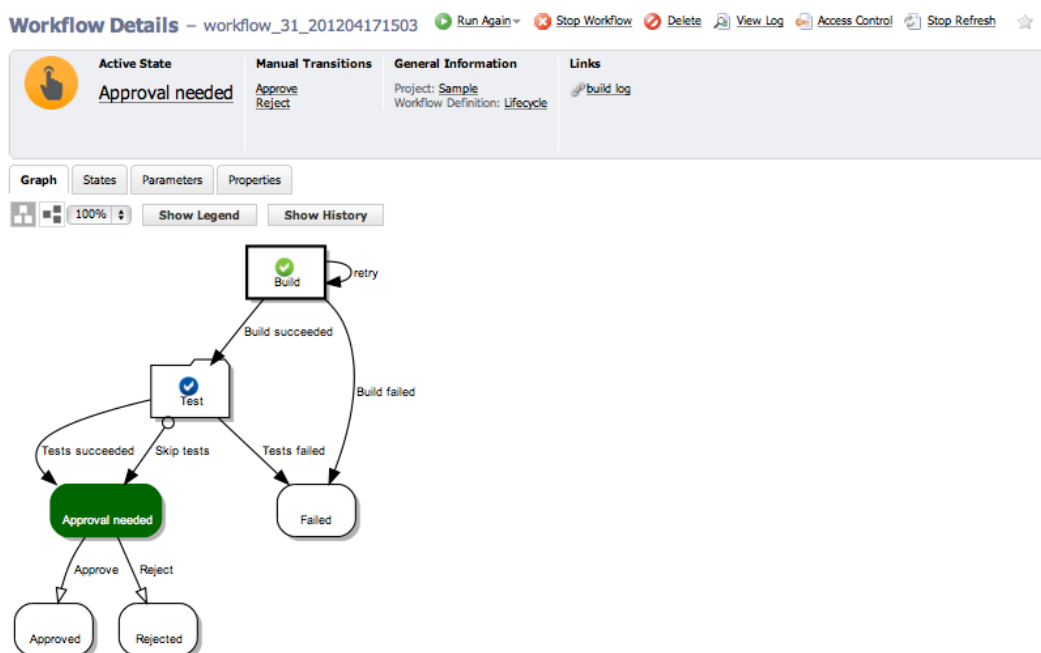 Workflow Details – workflow_31_201204171503 Run Again Stop Workflow Delete View Log Access Control Stop Refresh
Active State Manual Transitions General Information Links
Approval needed Approve Project: Sample build log
Reject Workflow Definition: Lifecycle
Graph States Parameters Properties
100% Show Legend Show History
Build
retry
Build succeeded
Test
Build failed
Tests succeeded Skip tests Tests failed
Approval needed Failed
Approve Reject
Approved Rejected